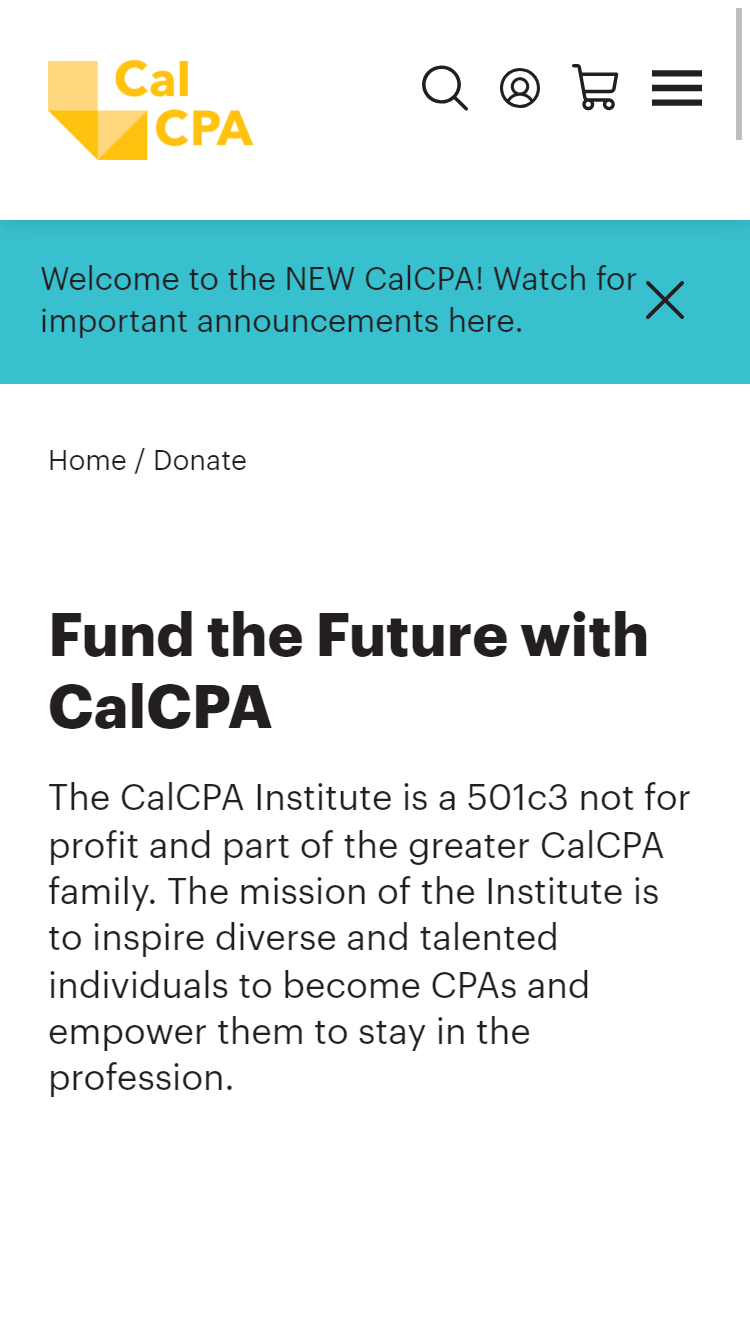 Cal
CPA
Welcome to the NEW CalCPA! Watch for
important announcements here.
Home / Donate
Fund the Future with
CalCPA
The CalCPA Institute is a 501c3 not for
profit and part of the greater CalCPA
family. The mission of the Institute is
to inspire diverse and talented
individuals to become CPAs and
empower them to stay in the
profession.